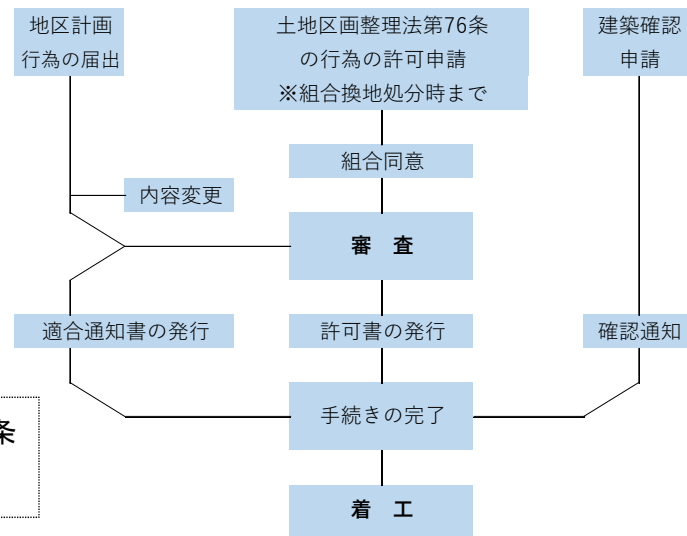 地区計画
行為の届出
土地区画整理法第76条
の行為の許可申請
※組合換地処分時まで
建築確認
申請
組合同意
内容変更
審　査
適合通知書の発行
許可書の発行
確認通知
手続きの完了
条
着　工